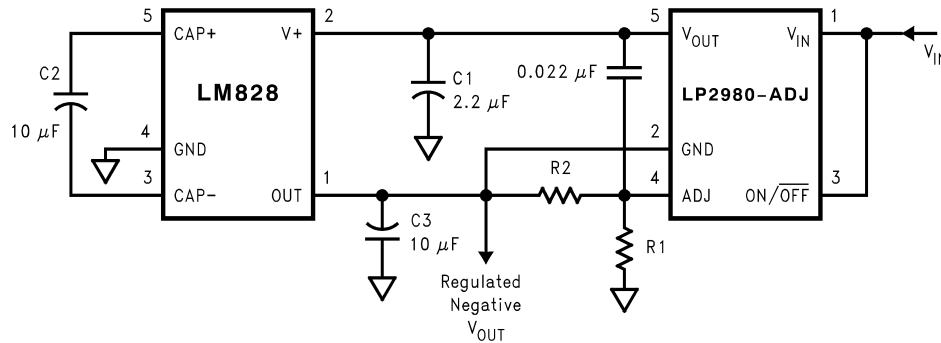 5
CAP+
V+
2
5
VOUT
VIN
1
VIN
C2
10 μF
LM828
C1
2.2 μF
0.022 μF
LP2980-ADJ
4
GND
2
GND
3
CAP-
OUT
1
R2
4
ADJ
ON/OFF
3
C3
10 μF
R1
Regulated
Negative
VOUT